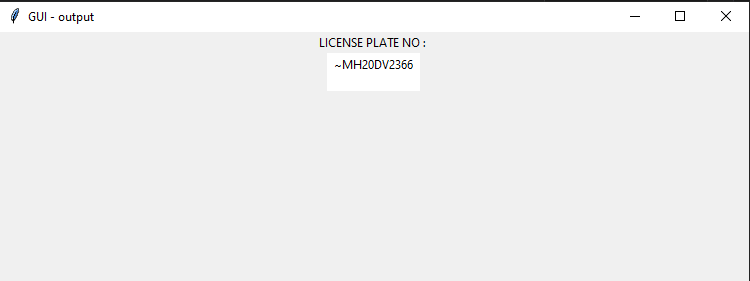 GUI - output
LICENSE PLATE NO :
~MH20DV2366